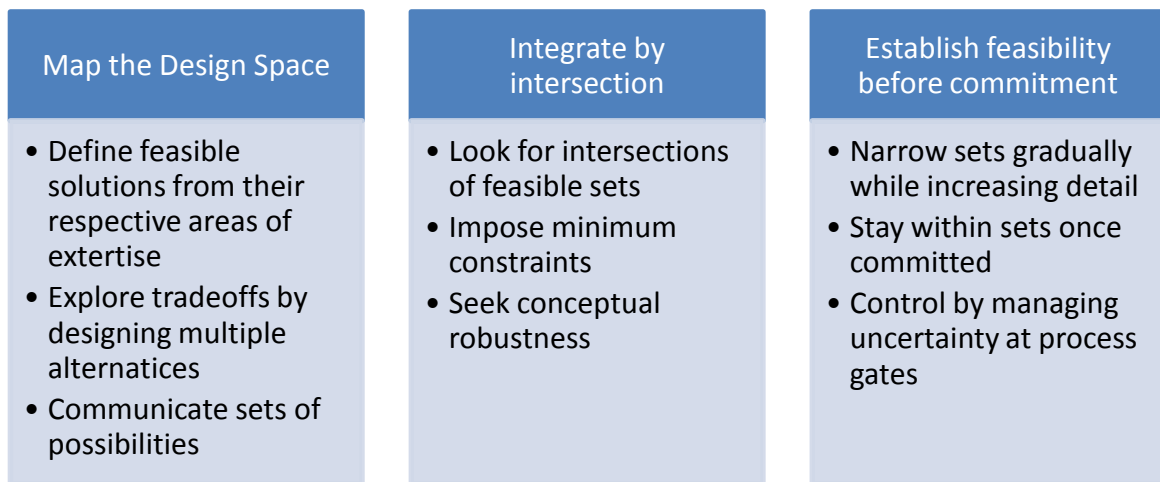 Map the Design Space
• Define feasible
solutions from their
respective areas of
extertise
• Explore tradeoffs by
designing multiple
alternatices
• Communicate sets of
possibilities
Integrate by
intersection
• Look for intersections
of feasible sets
• Impose minimum
constraints
• Seek conceptual
robustness
Establish feasibility
before commitment
• Narrow sets gradually
while increasing detail
• Stay within sets once
committed
• Control by managing
uncertainty at process
gates